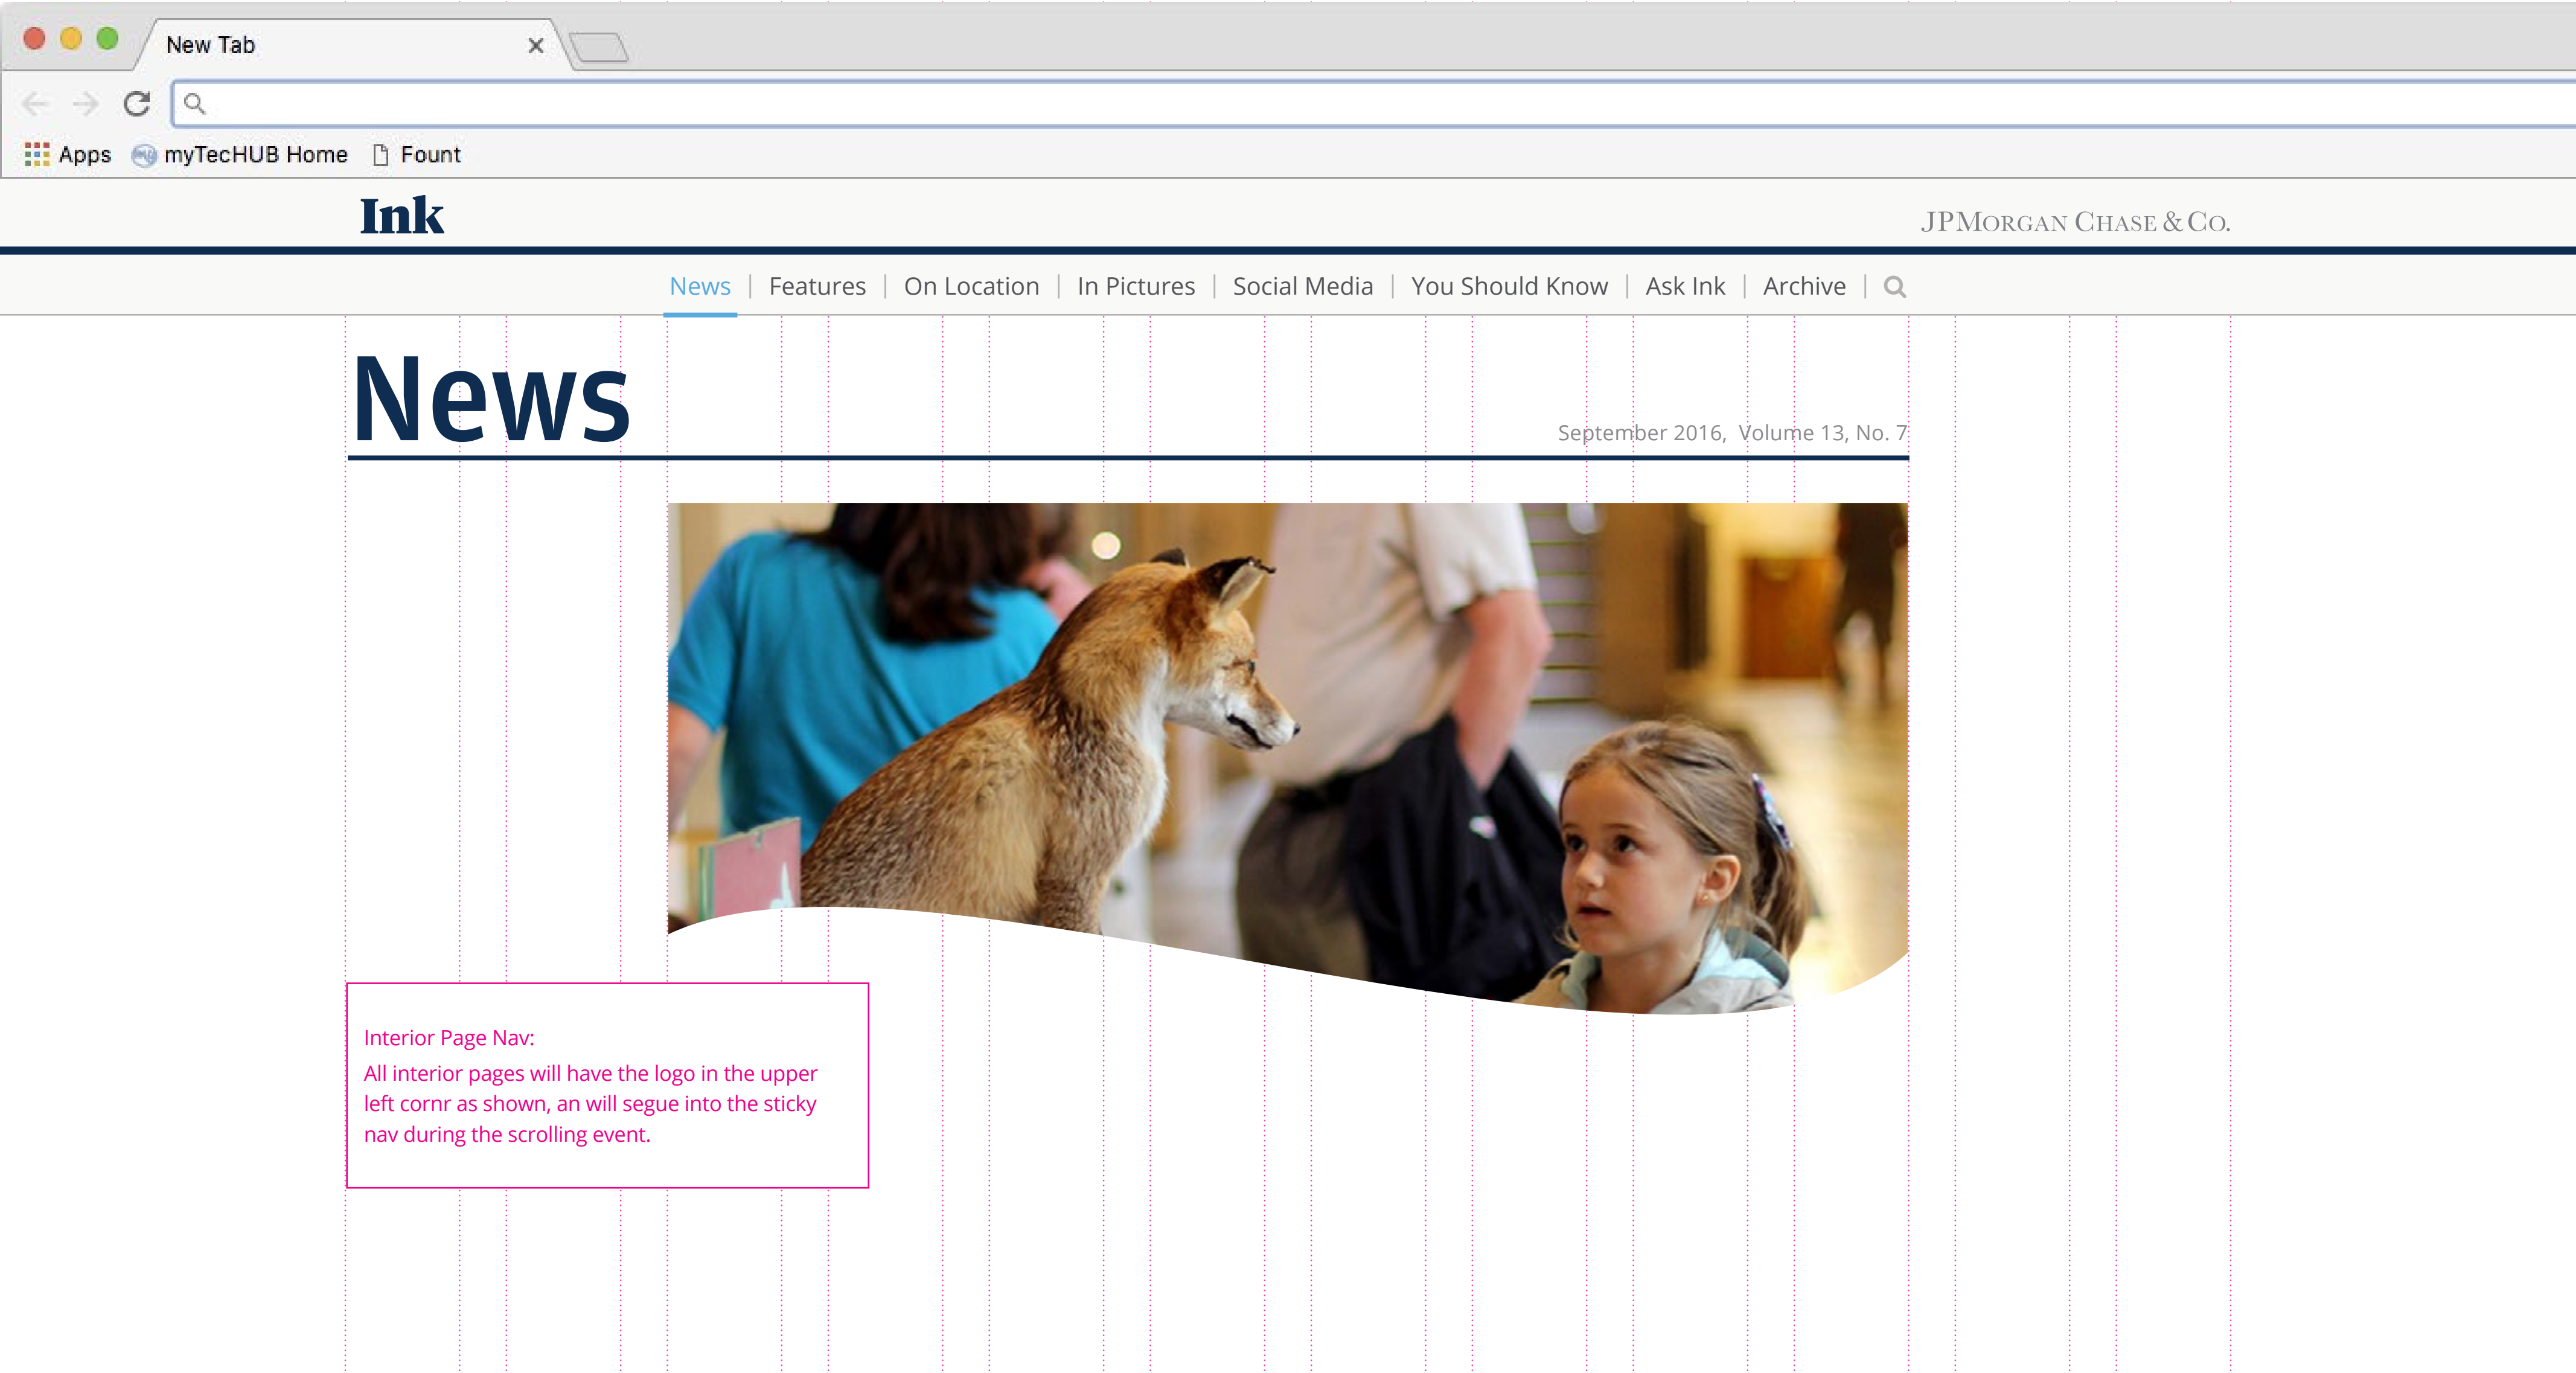 New Tab
Apps myTecHUB Home Fount
Ink
JPMORGAN CHASE & CO.
News | Features | On Location | In Pictures | Social Media | You Should Know | Ask Ink | Archive |
News
September 2016, Volume 13, No. 7
Interior Page Nav:
All interior pages will have the logo in the upper
left cornr as shown, an will segue into the sticky
nav during the scrolling event.